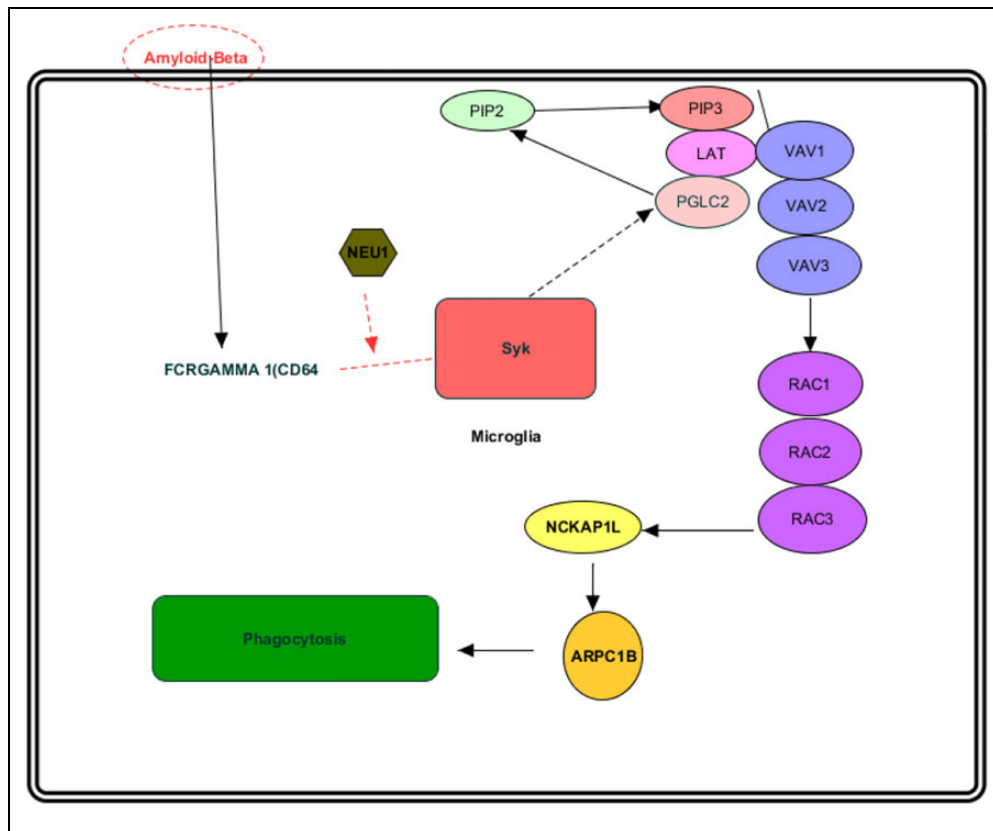 Amyloid-Beta
PIP2
PIP3
LAT
VAV1
PGLC2
VAV2
NEU1
VAV3
Syk
FCRGAMMA 1(CD64
RAC1
Microglia
RAC2
NCKAP1L
RAC3
Phagocytosis
ARPC1B